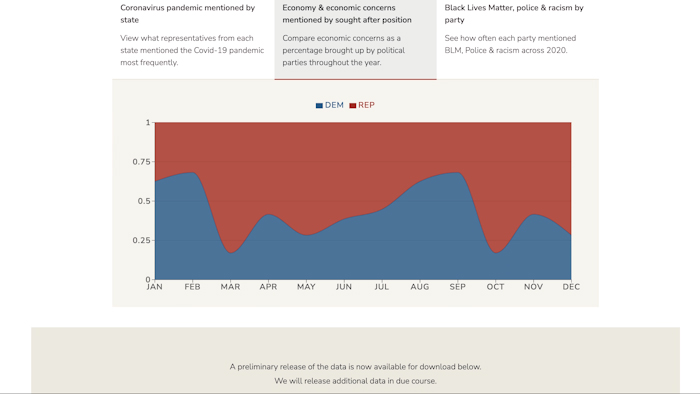 Coronavirus pandemic mentioned by
state
View what representatives from each
state mentioned the Covid-19 pandemic
most frequently.
Economy & economic concerns
mentioned by sought after position
Compare economic concerns as a
percentage brought up by political
parties throughout the year.
Black Lives Matter, police & racism by
party
See how often each party mentioned
BLM, Police & racism across 2020.
DEM REP
1
0.75
0.5
0.25
0
JAN FEB MAR APR MAY JUN JUL AUG SEP OCT NOV DEC
A preliminary release of the data is now available for download below.
We will release additional data in due course.